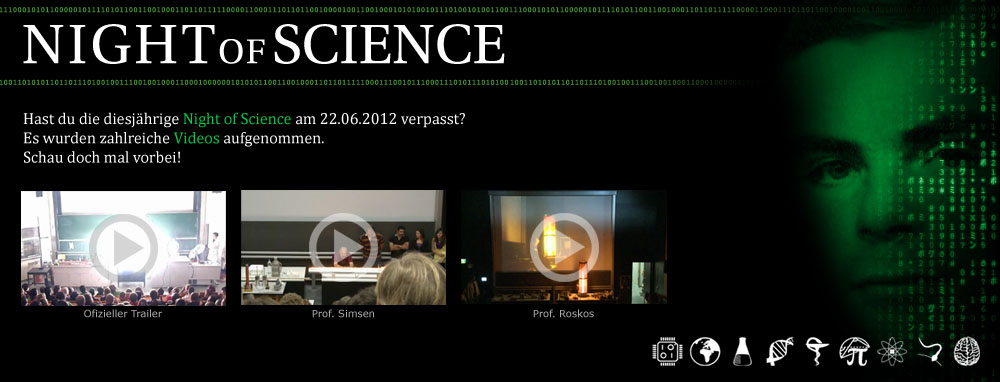 NIGHT OF SCIENCE
Hast du die diesjährige Night of Science am 22.06.2012 verpasst?
Es wurden zahlreiche Videos aufgenommen.
Schau doch mal vorbei!
Ofizieller Trailer
Prof. Simsen
Prof. Roskos